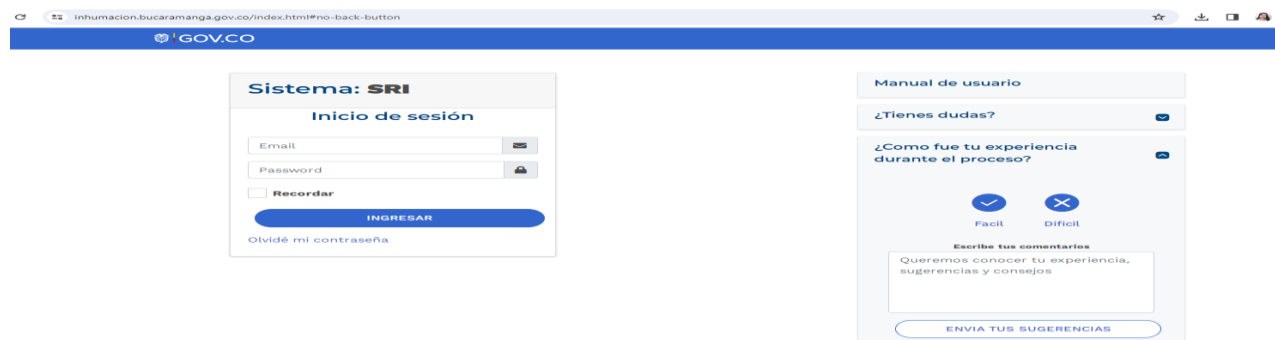 inhumacion.bucaramanga.gov.co/index.html#no-back-button
GOV.CO
Sistema: SRI
Inicio de sesión
Email
Password
Recordar
INGRESAR
Olvidé mi contraseña
Manual de usuario
¿Tienes dudas?
¿Como fue tu experiencia
durante el proceso?
Facil
Dificil
Escribe tus comentarios
Queremos conocer tu experiencia,
sugerencias y consejos
ENVIA TUS SUGERENCIAS